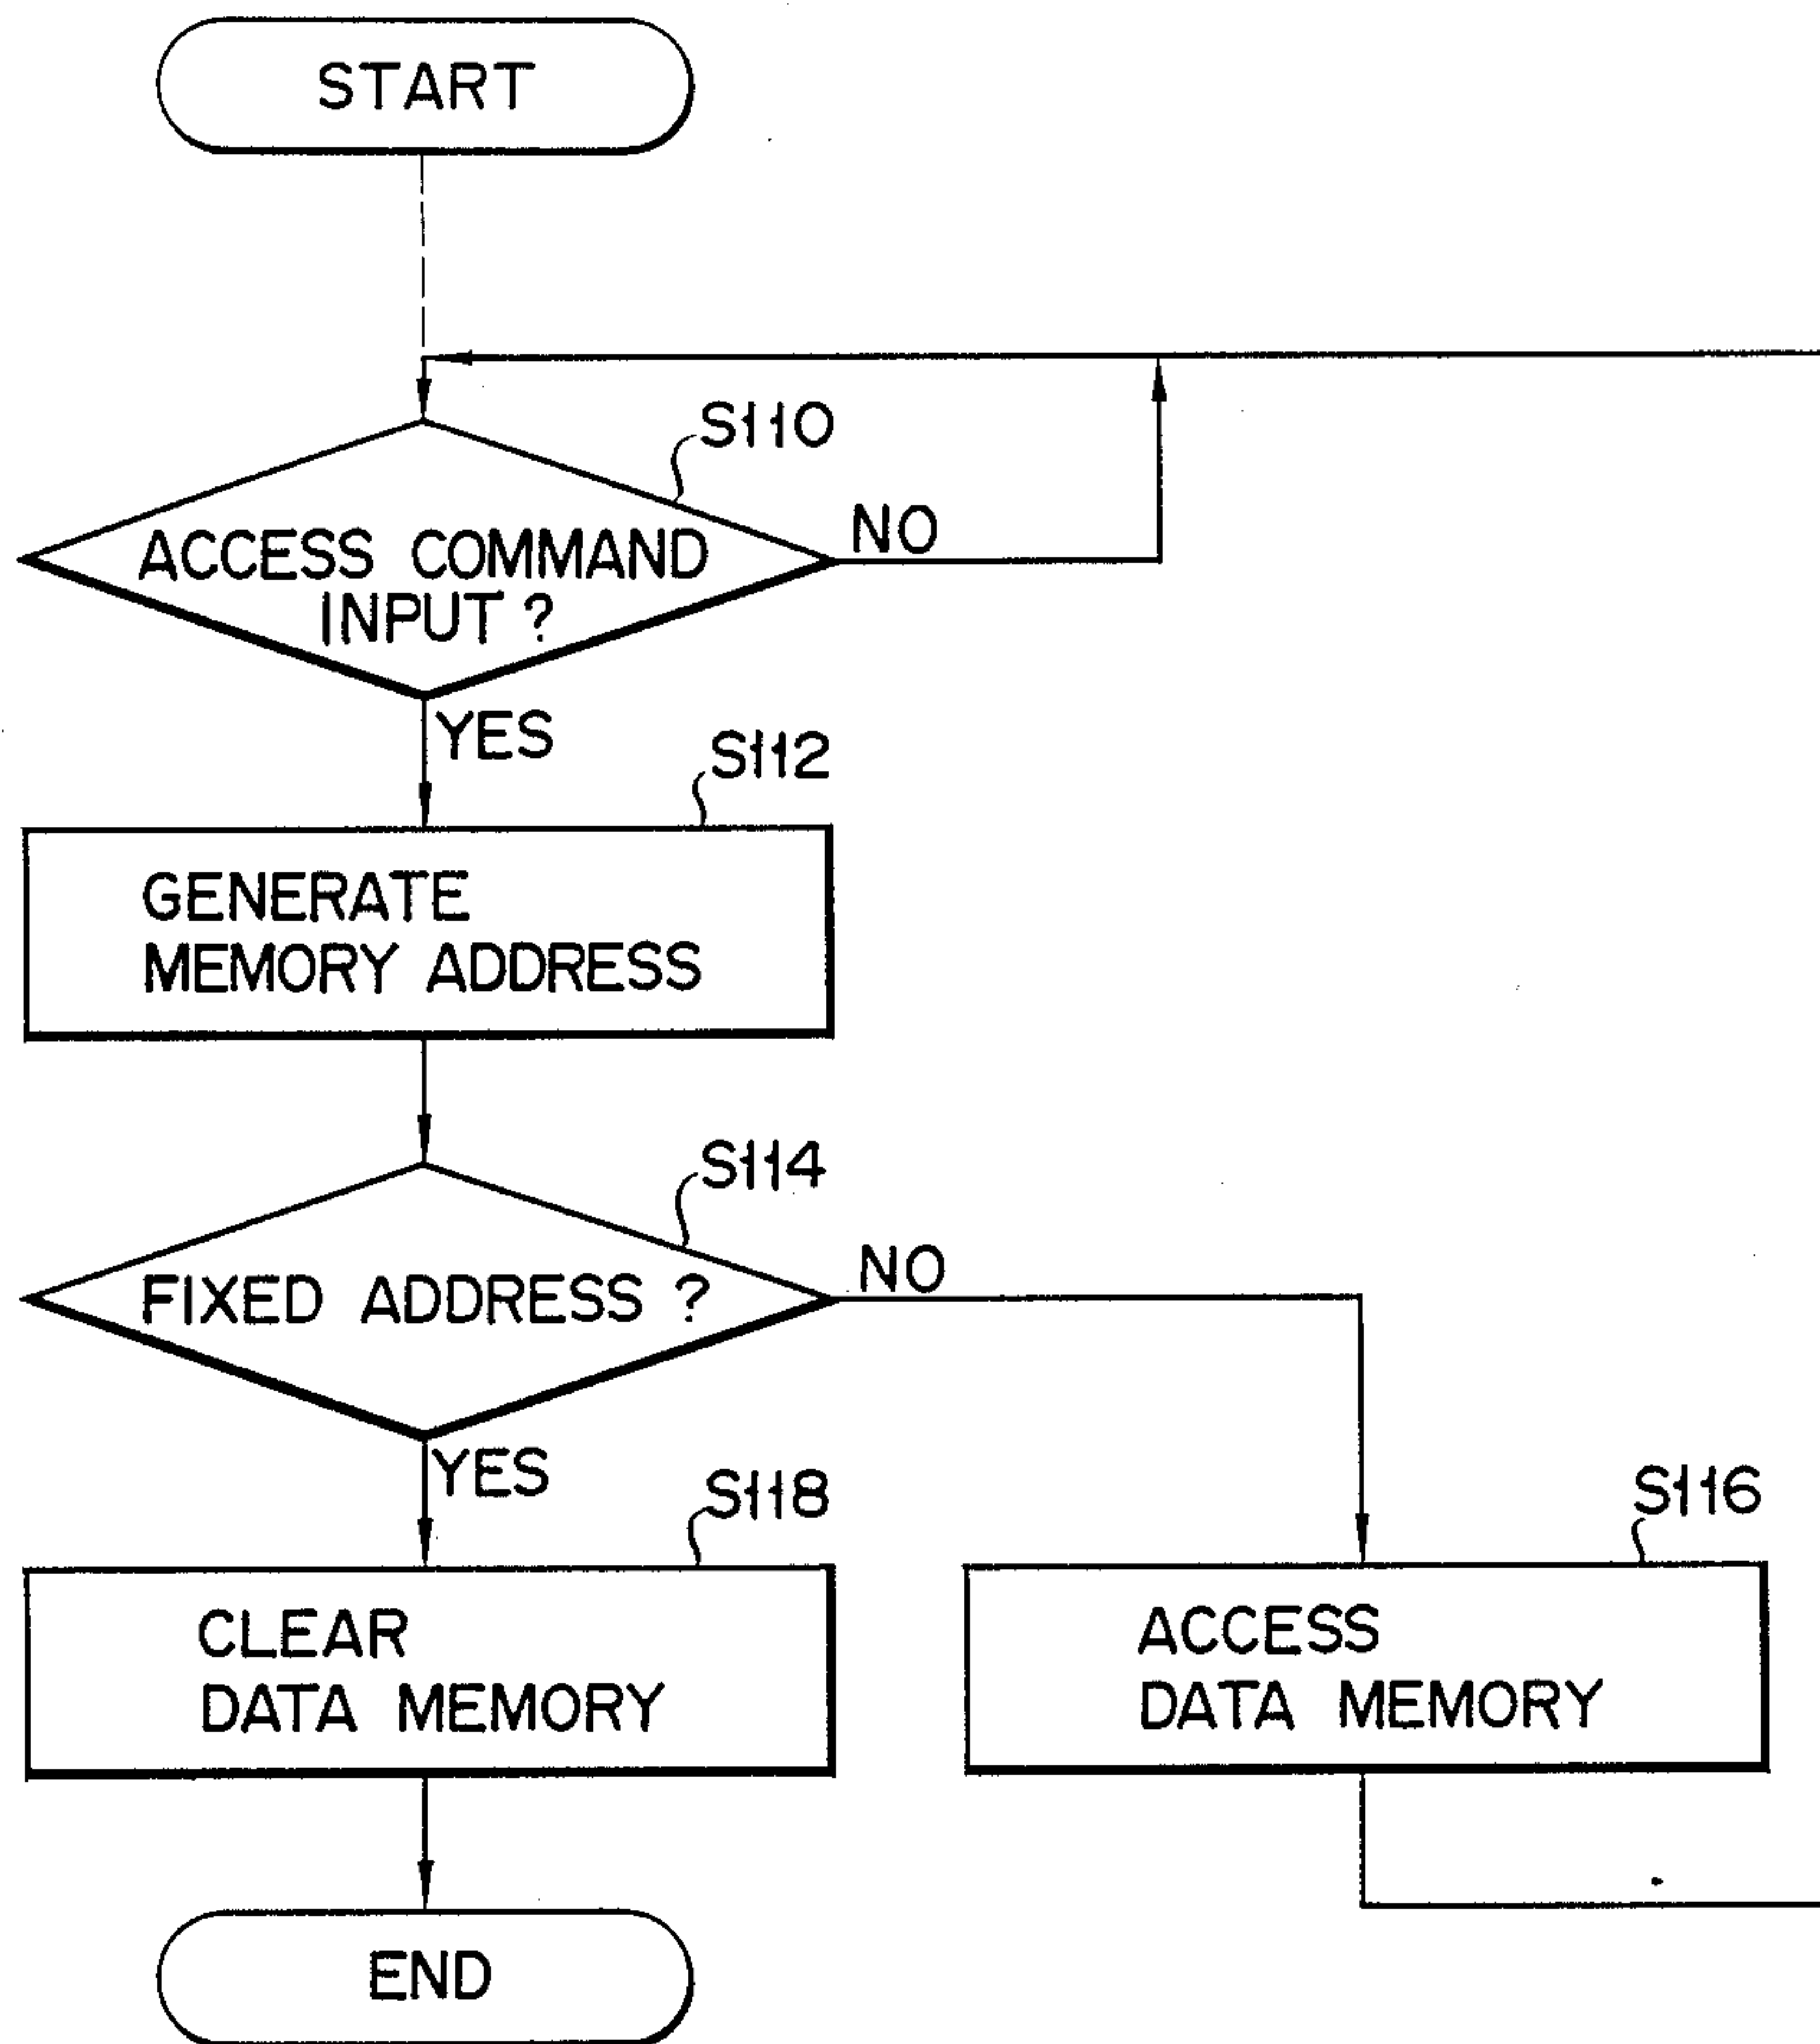 START
S110
ACCESS COMMAND
INPUT ?
NO
YES
S112
GENERATE
MEMORY ADDRESS
S114
FIXED ADDRESS ?
NO
YES
S118
CLEAR
DATA MEMORY
S116
ACCESS
DATA MEMORY
END